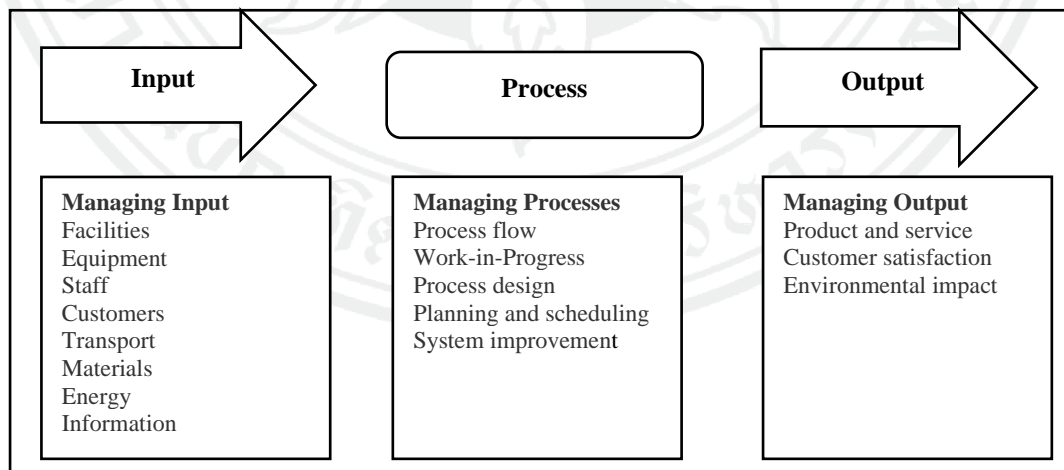 Input
Process
Output
Managing Input
Facilities
Equipment
Staff
Customers
Transport
Materials
Energy
Information
Managing Processes
Process flow
Work-in-Progress
Process design
Planning and scheduling
System improvement
Managing Output
Product and service
Customer satisfaction
Environmental impact